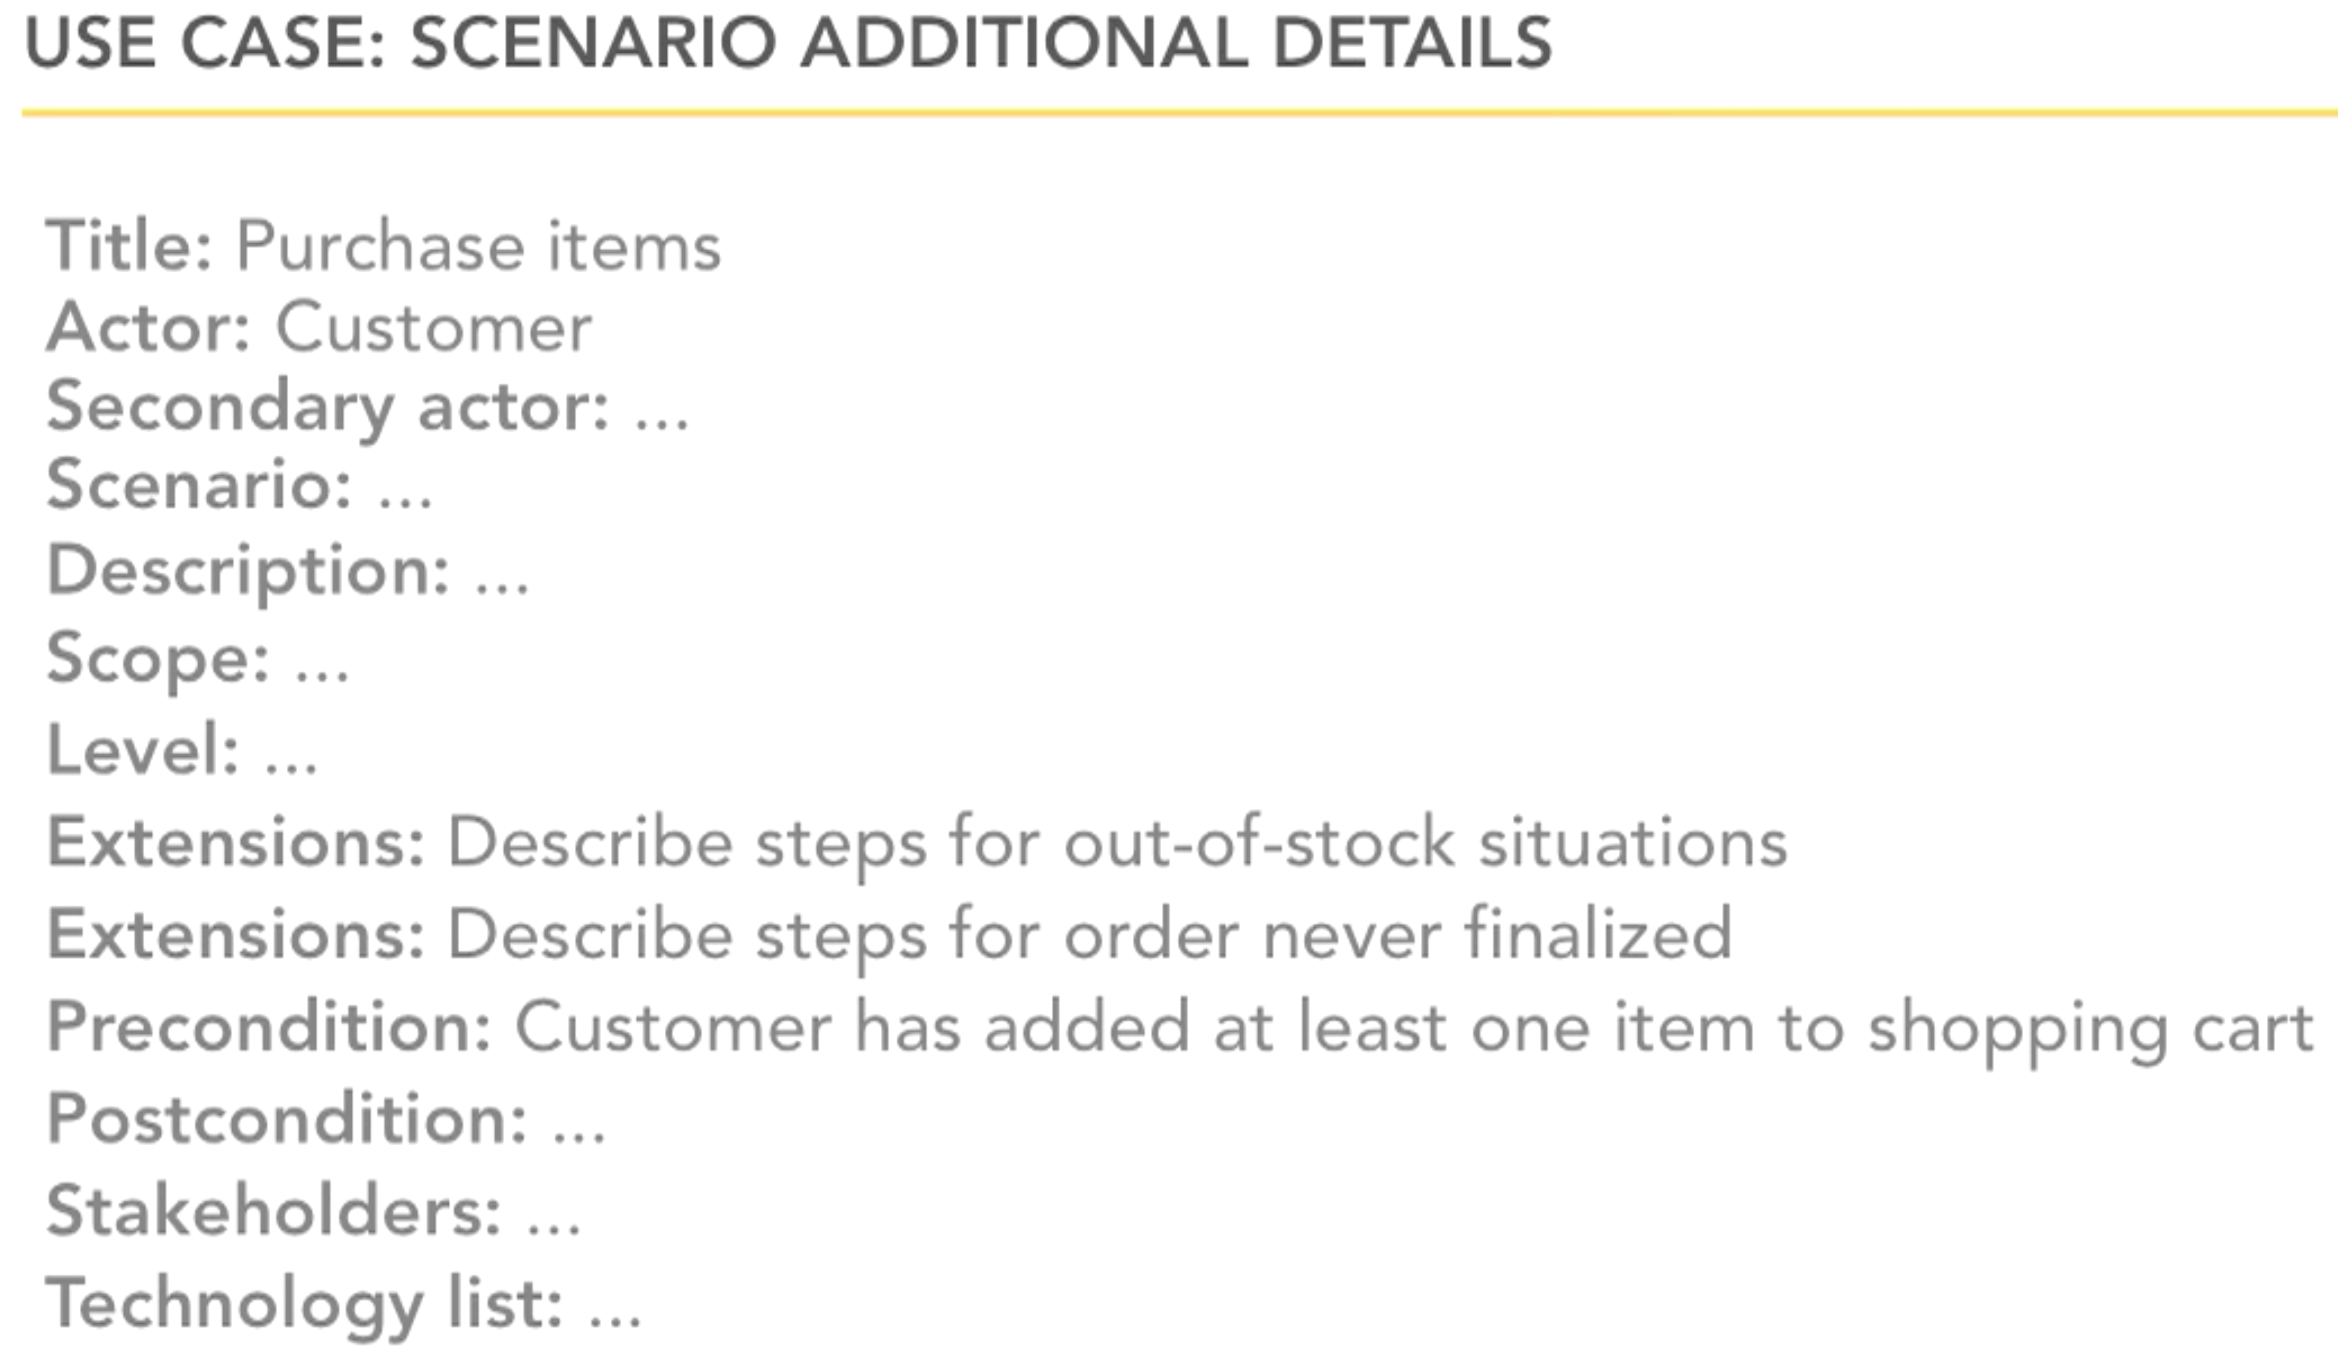 USE CASE: SCENARIO ADDITIONAL DETAILS
Title: Purchase items
Actor: Customer
Secondary actor: ...
Scenario: ...
Description: ...
Scope: ...
Level: ...
Extensions: Describe steps for out-of-stock situations
Extensions: Describe steps for order never finalized
Precondition: Customer has added at least one item to shopping cart
Postcondition: ...
Stakeholders: ...
Technology list: ...